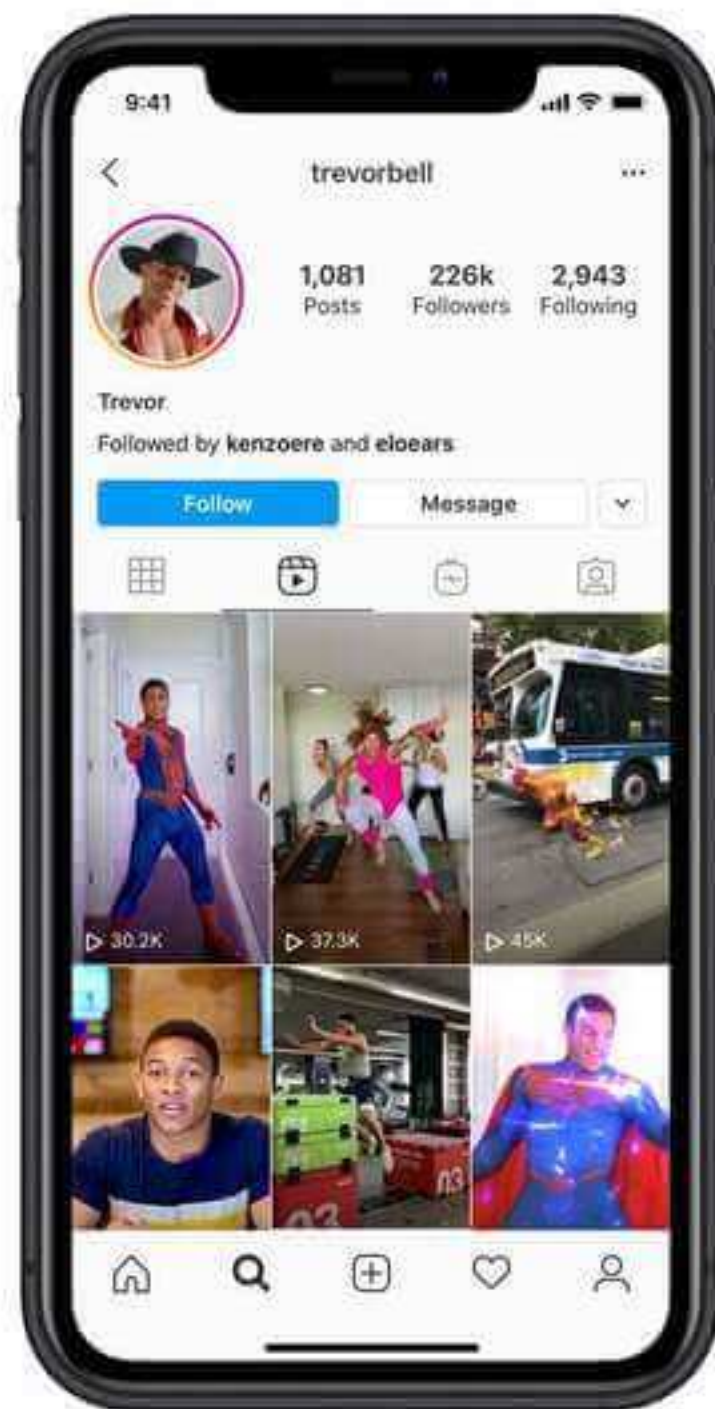 9:41
trevorbell
1,081 226k 2,943
Posts Followers Following
Trevor
Followed by kenzoere and eloears
Follow Message
30.2K 37.3K 45K
03 03